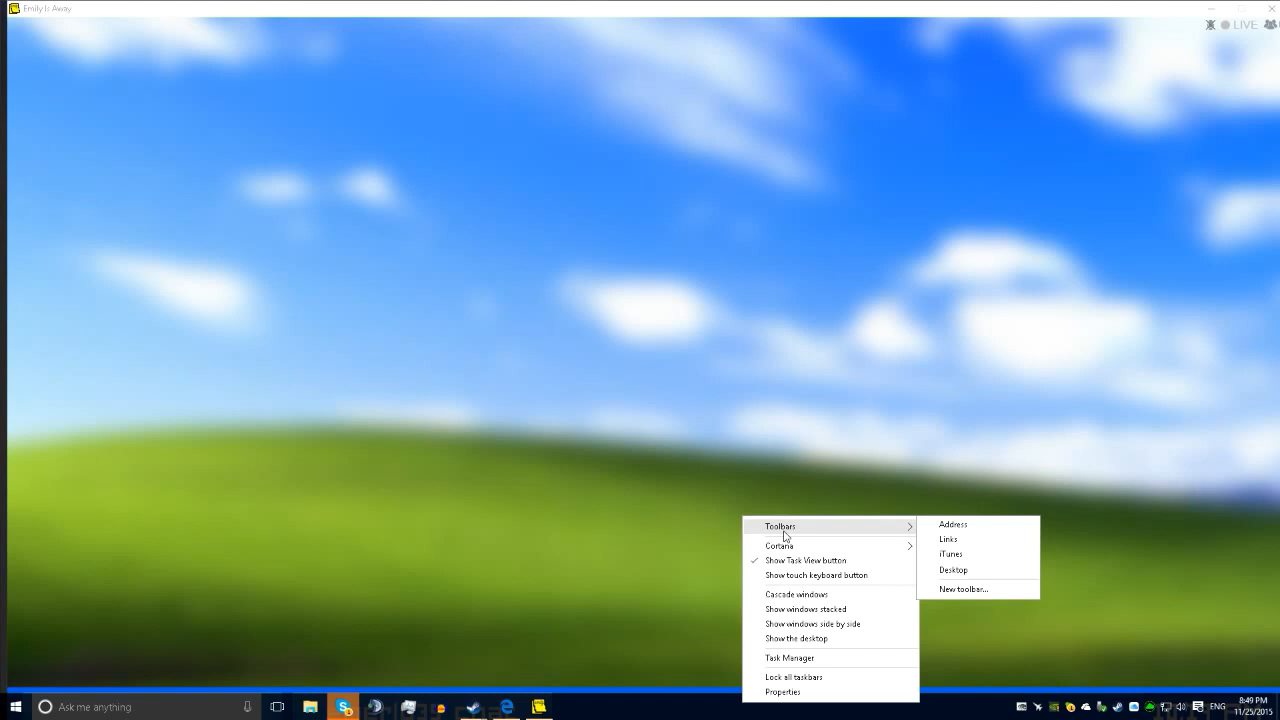 Emily Is Away
LIVE
Toolbars
Cortana
Show Task View button
Show touch keyboard button
Cascade windows
Show windows stacked
Show windows side by side
Show the desktop
Task Manager
Lock all taskbars
Properties
Address
Links
iTunes
Desktop
New toolbar...
Ask me anything
ENG
8:49 PM
11/25/2015